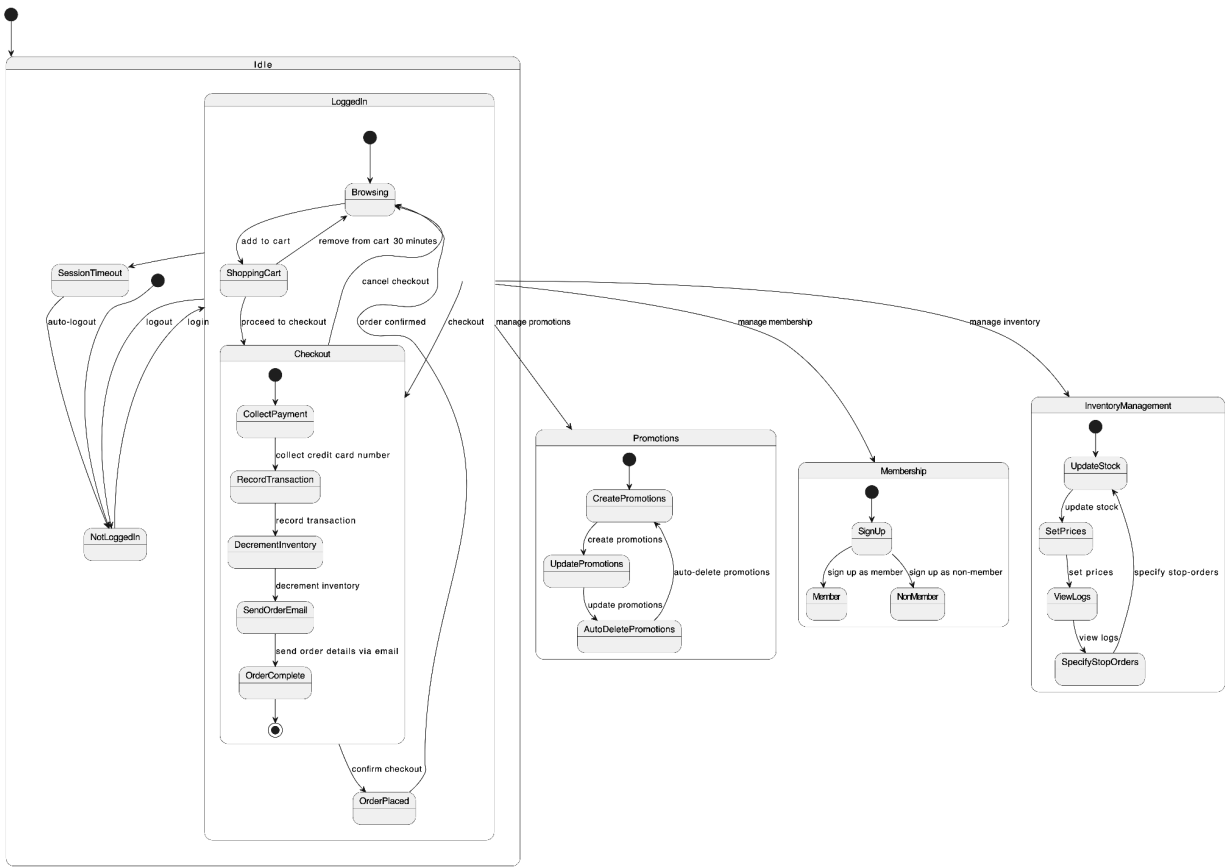 Idle
LoggedIn
Browsing
add to cart
remove from cart 30 minutes
SessionTimeout
ShoppingCart
cancel checkout
auto-logout
logout
login
proceed to checkout
order confirmed
checkout
manage promotions
manage membership
manage inventory
Checkout
CollectPayment
collect credit card number
RecordTransaction
record transaction
DecrementInventory
decrement inventory
SendOrderEmail
send order details via email
OrderComplete
NotLoggedIn
confirm checkout
OrderPlaced
Promotions
CreatePromotions
create promotions
UpdatePromotions
auto-delete promotions
update promotions
AutoDeletePromotions
Membership
SignUp
sign up as member
sign up as non-member
Member
NonMember
InventoryManagement
UpdateStock
update stock
SetPrices
set prices
specify stop-orders
ViewLogs
view logs
SpecifyStopOrders